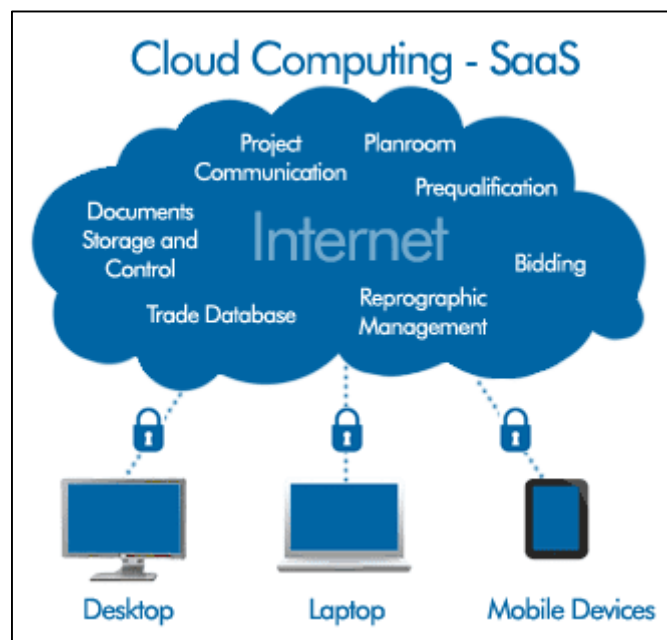 Cloud Computing - SaaS
Project
Communication
Planroom
Prequalification
Documents
Storage and
Control
Internet
Bidding
Trade Database
Reprographic
Management
Desktop
Laptop
Mobile Devices